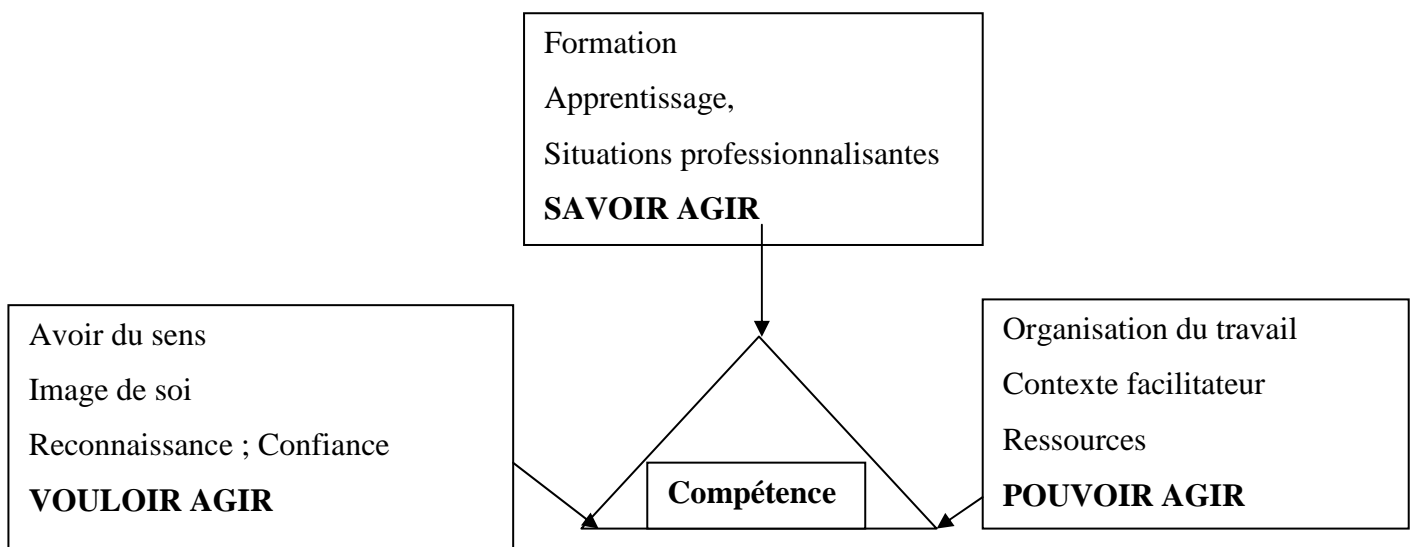 Formation
Apprentissage,
Situations professionnalisantes
SAVOIR AGIR
Avoir du sens
Image de soi
Reconnaissance ; Confiance
VOULOIR AGIR
Compétence
Organisation du travail
Contexte facilitateur
Ressources
POUVOIR AGIR